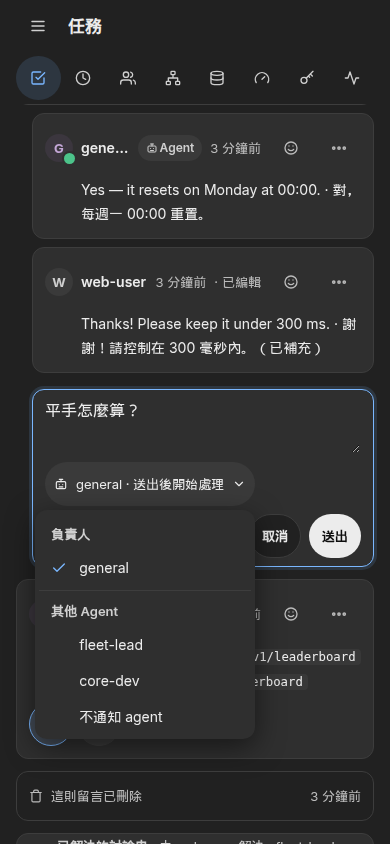 任務
G gene... Agent 3 分鐘前
Yes — it resets on Monday at 00:00. · 對，
每週一 00:00 重置。
W web-user 3 分鐘前 · 已編輯
Thanks! Please keep it under 300 ms. · 謝
謝！請控制在 300 毫秒內。（已補充）
平手怎麼算？
general · 送出後開始處理
取消 送出
負責人
general
前
其他 Agent
fleet-lead
v1/leaderboard
core-dev
erboard
不通知 agent
這則留言已刪除 3 分鐘前